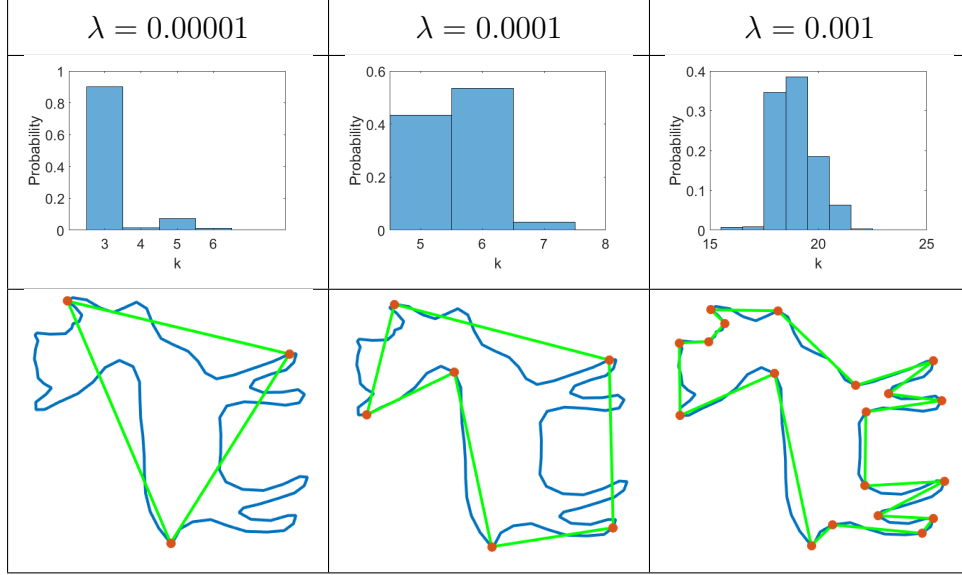 λ = 0.00001
λ = 0.0001
λ = 0.001
1
0.8
0.6
0.4
0.2
0
Probability
3 4 5 6
k
0.6
0.4
0.2
0
Probability
5 6 7 8
k
0.4
0.3
0.2
0.1
0
Probability
15 20 25
k